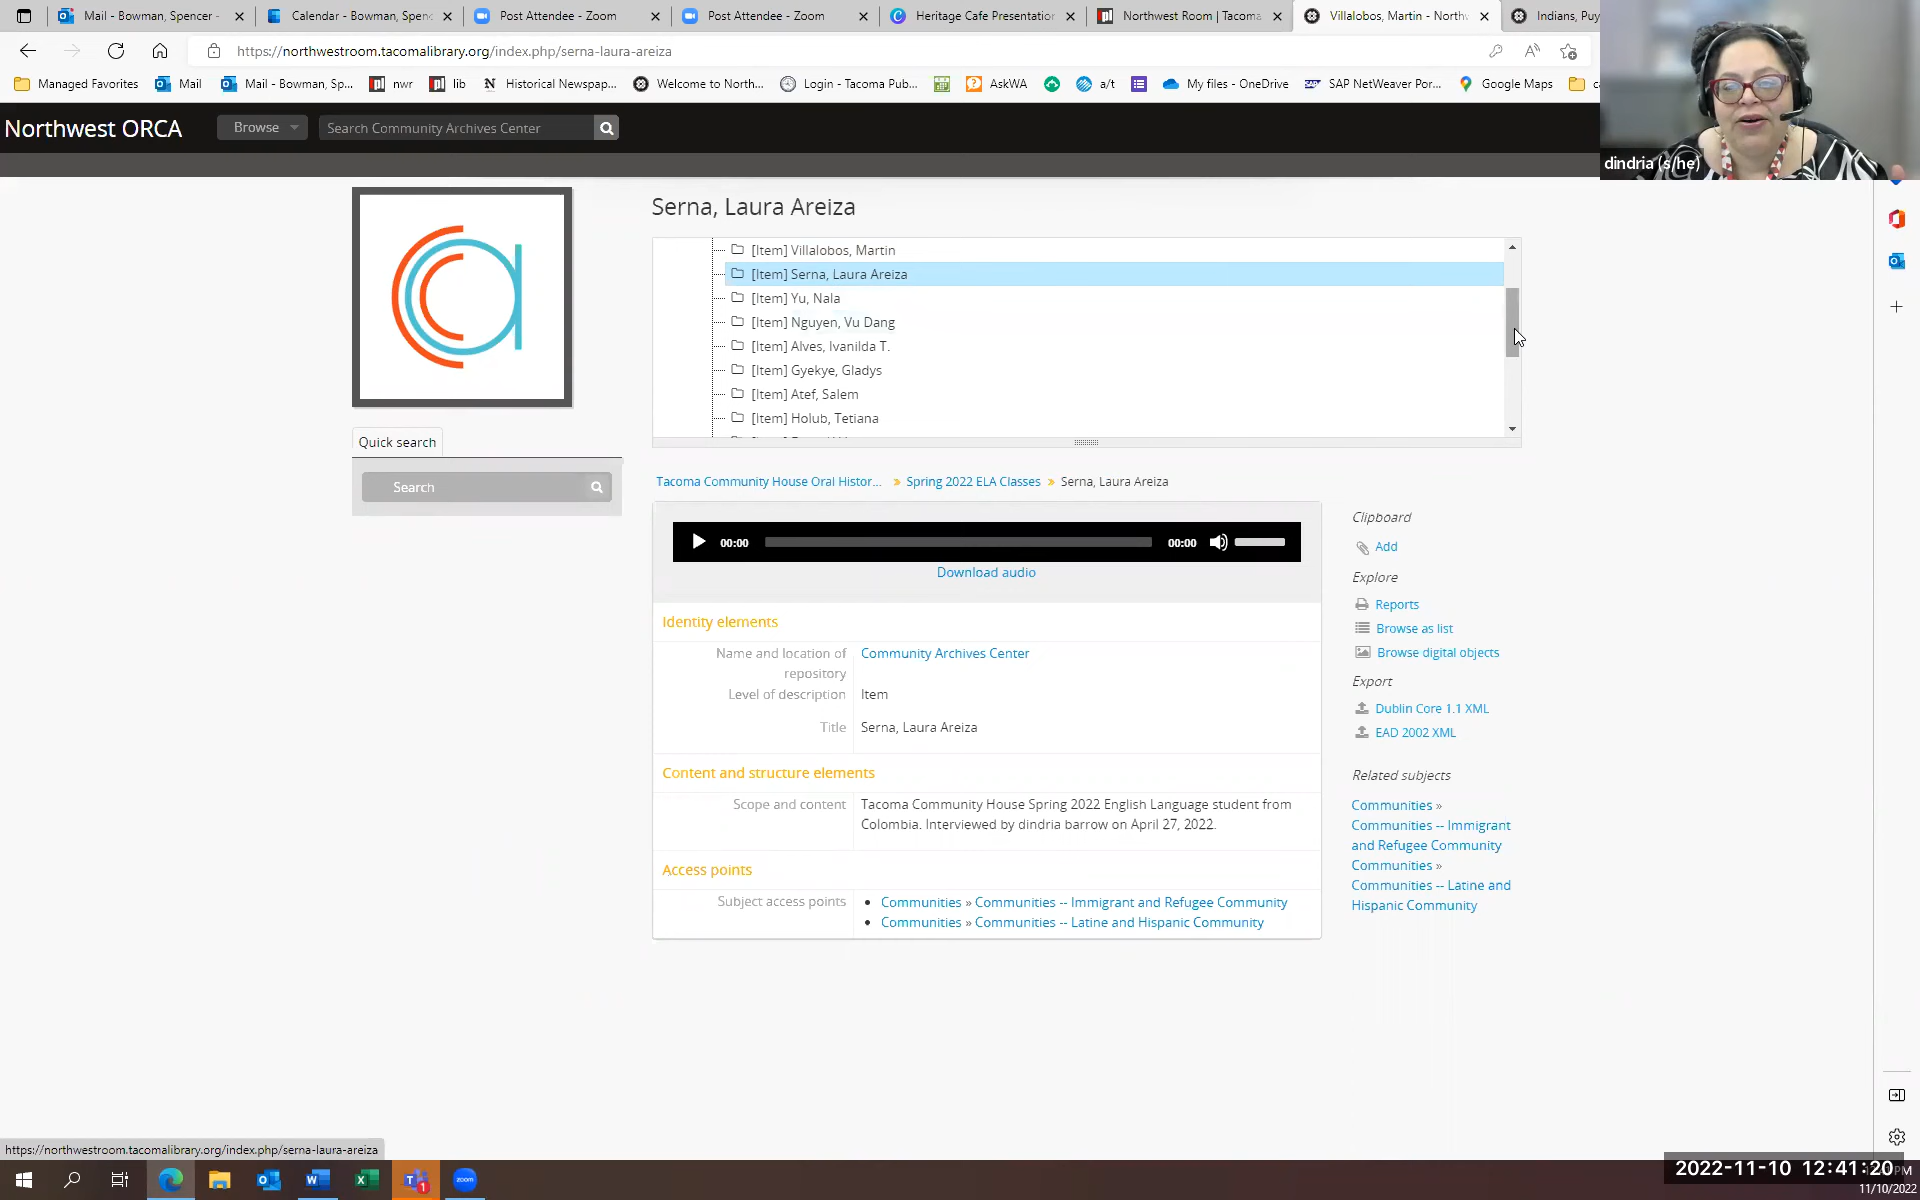 Mail - Bowman, Spencer -
Calendar - Bowman, Spenc
Post Attendee - Zoom
Post Attendee - Zoom
Heritage Cafe Presentation
Northwest Room | Tacoma
Villalobos, Martin - Northw
Indians, Puy
https://northwestroom.tacomalibrary.org/index.php/serna-laura-areiza
Managed Favorites
Mail
Mail - Bowman, Sp...
nwr
lib
Historical Newspap...
Welcome to North...
Login - Tacoma Pub...
AskWA
a/t
My files - OneDrive
SAP NetWeaver Por...
Google Maps
Northwest ORCA
Browse
Search Community Archives Center
dindria (s/he)
Serna, Laura Areiza
[Item] Villalobos, Martin
[Item] Serna, Laura Areiza
[Item] Yu, Nala
[Item] Nguyen, Vu Dang
[Item] Alves, Ivanilda T.
[Item] Gyekye, Gladys
[Item] Atef, Salem
[Item] Holub, Tetiana
Quick search
Search
Tacoma Community House Oral Histor... » Spring 2022 ELA Classes » Serna, Laura Areiza
00:00
00:00
Download audio
Identity elements
Name and location of repository
Community Archives Center
Level of description
Item
Title
Serna, Laura Areiza
Content and structure elements
Scope and content
Tacoma Community House Spring 2022 English Language student from
Colombia. Interviewed by dindria barrow on April 27, 2022.
Access points
Subject access points
Communities » Communities -- Immigrant and Refugee Community
Communities » Communities -- Latine and Hispanic Community
Clipboard
Add
Explore
Reports
Browse as list
Browse digital objects
Export
Dublin Core 1.1 XML
EAD 2002 XML
Related subjects
Communities »
Communities -- Immigrant
and Refugee Community
Communities »
Communities -- Latine and
Hispanic Community
https://northwestroom.tacomalibrary.org/index.php/serna-laura-areiza
zoom
2022-11-10 12:41:20
PM
11/10/2022